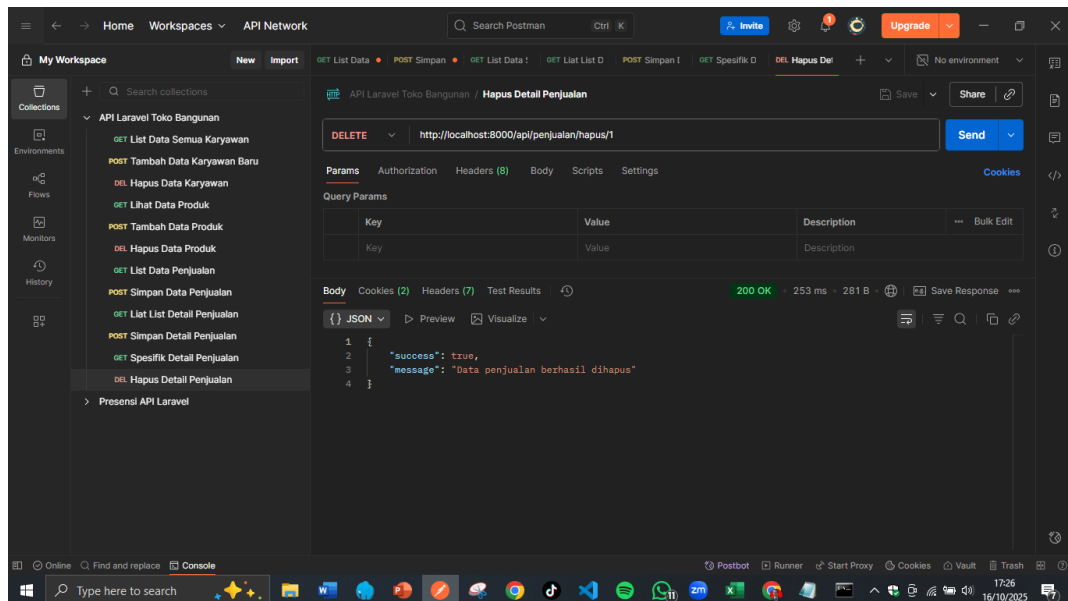 Home Workspaces API Network Search Postman Ctrl K Invite 1 Upgrade
My Workspace New Import GET List Data POST Simpan GET List Data S GET Liat List D POST Simpan D GET Spesifik D DEL Hapus Det No environment
Collections Search collections API Laravel Toko Bangunan / Hapus Detail Penjualan Save Share
API Laravel Toko Bangunan
GET List Data Semua Karyawan DELETE http://localhost:8000/api/penjualan/hapus/1 Send
Environments
POST Tambah Data Karyawan Baru
DEL Hapus Data Karyawan Params Authorization Headers (8) Body Scripts Settings Cookies
Flows
GET Lihat Data Produk Query Params
POST Tambah Data Produk Key Value Description Bulk Edit
Monitors
DEL Hapus Data Produk Key Value Description
GET List Data Penjualan
History
POST Simpan Data Penjualan Body Cookies (2) Headers (7) Test Results 200 OK 253 ms 281 B e.g. Save Response
GET Liat List Detail Penjualan {} JSON Preview Visualize
POST Simpan Detail Penjualan 1 {
GET Spesifik Detail Penjualan 2 "success": true,
DEL Hapus Detail Penjualan 3 "message": "Data penjualan berhasil dihapus"
4 }
Presensi API Laravel
Online Find and replace Console Postbot Runner Start Proxy Cookies Vault Trash
Type here to search 11 zm 17:26
16/10/2025 7